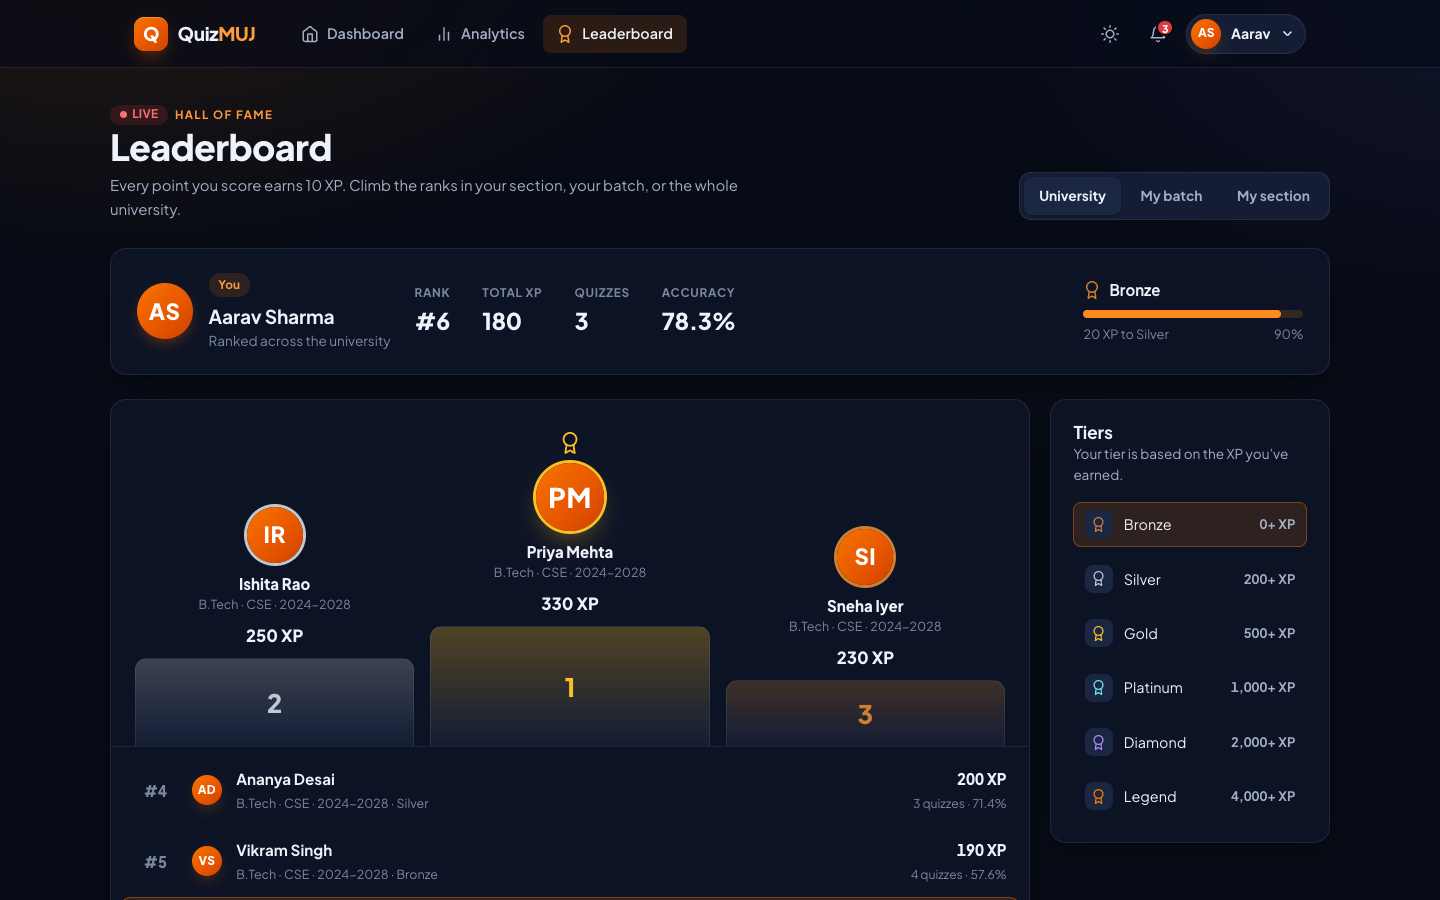 Q QuizMUJ Dashboard Analytics Leaderboard 3 AS Aarav
LIVE HALL OF FAME
Leaderboard
Every point you score earns 10 XP. Climb the ranks in your section, your batch, or the whole
university.
University My batch My section
AS
You
Aarav Sharma
Ranked across the university
RANK TOTAL XP QUIZZES ACCURACY
#6 180 3 78.3%
Bronze
20 XP to Silver 90%
PM
Priya Mehta
B.Tech · CSE · 2024–2028
330 XP
1
IR
Ishita Rao
B.Tech · CSE · 2024–2028
250 XP
2
SI
Sneha Iyer
B.Tech · CSE · 2024–2028
230 XP
3
#4 AD Ananya Desai 200 XP
B.Tech · CSE · 2024–2028 · Silver 3 quizzes · 71.4%
#5 VS Vikram Singh 190 XP
B.Tech · CSE · 2024–2028 · Bronze 4 quizzes · 57.6%
Tiers
Your tier is based on the XP you've
earned.
Bronze 0+ XP
Silver 200+ XP
Gold 500+ XP
Platinum 1,000+ XP
Diamond 2,000+ XP
Legend 4,000+ XP